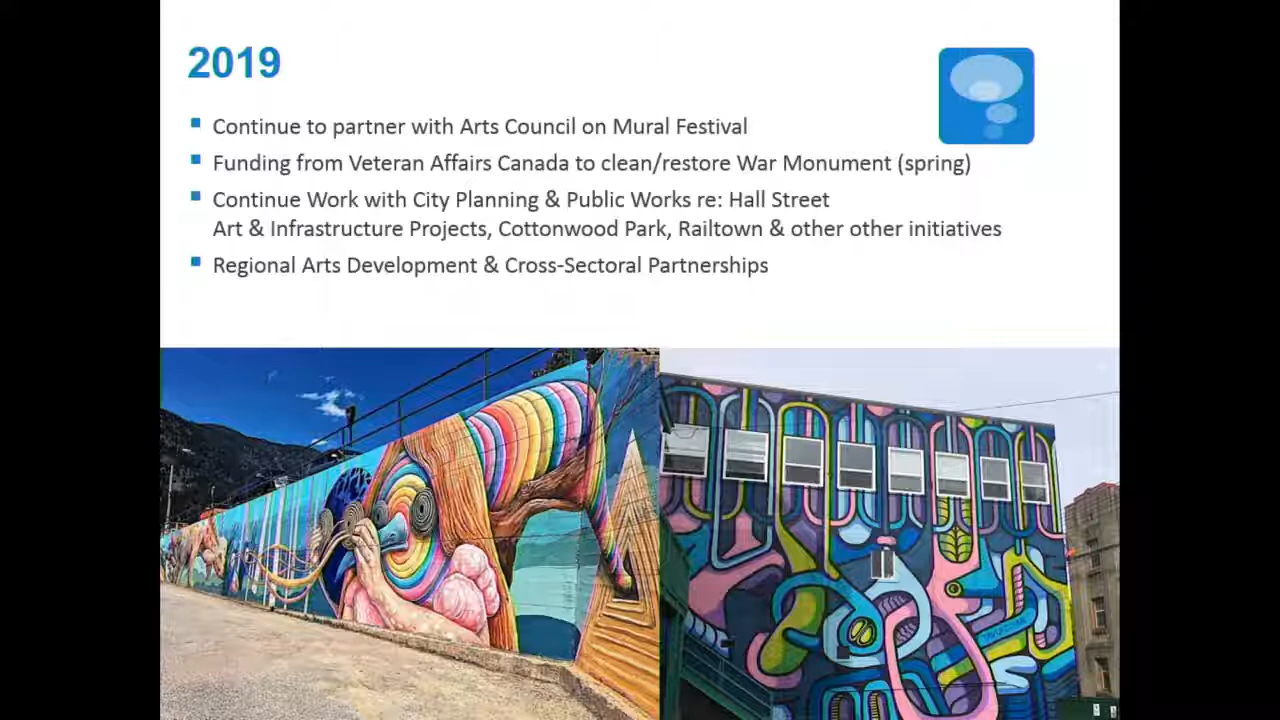 2019
Continue to partner with Arts Council on Mural Festival
Funding from Veteran Affairs Canada to clean/restore War Monument (spring)
Continue Work with City Planning & Public Works re: Hall Street
Art & Infrastructure Projects, Cottonwood Park, Railtown & other other initiatives
Regional Arts Development & Cross-Sectoral Partnerships